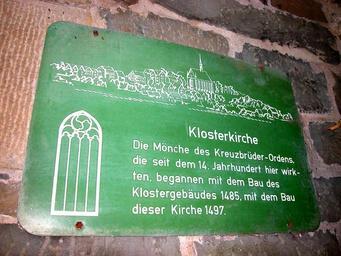 Klosterkirche
Die Mönche des Kreuzbrüder-Ordens,
die seit dem 14. Jahrhundert hier wirk-
ten, begannen mit dem Bau des
Klostergebäudes 1485, mit dem Bau
dieser Kirche 1497.